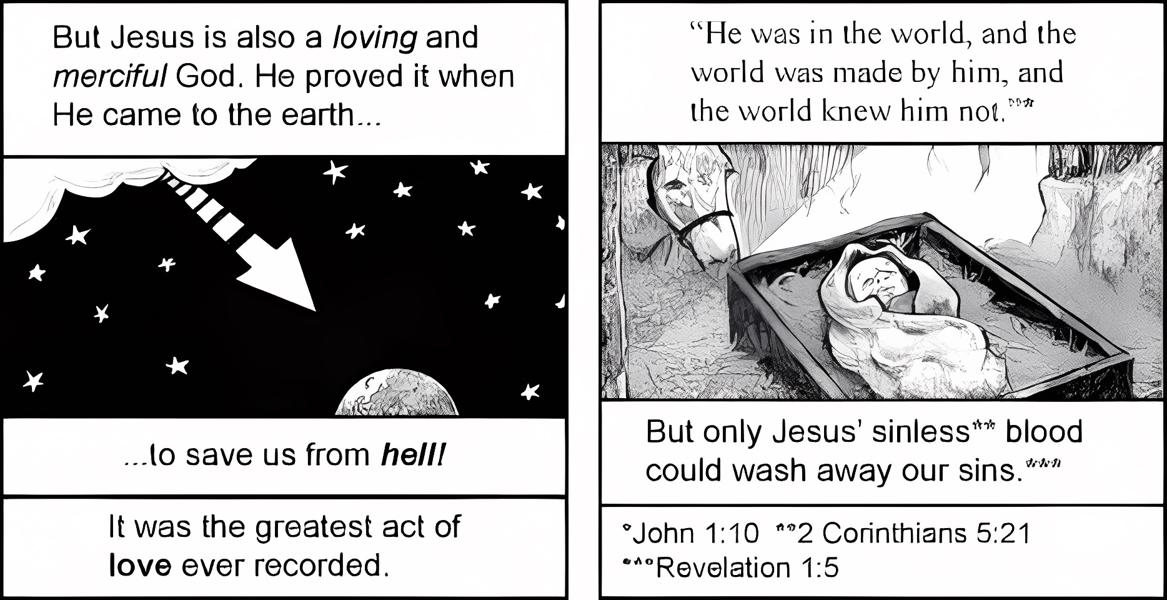 But Jesus is also a loving and
merciful God. He proved it when
He came to the earth...
...to save us from hell!
It was the greatest act of
love ever recorded.
“He was in the world, and the
world was made by him, and
the world knew him not.”***
But only Jesus’ sinless** blood
could wash away our sins.***
*John 1:10 **2 Corinthians 5:21
***Revelation 1:5